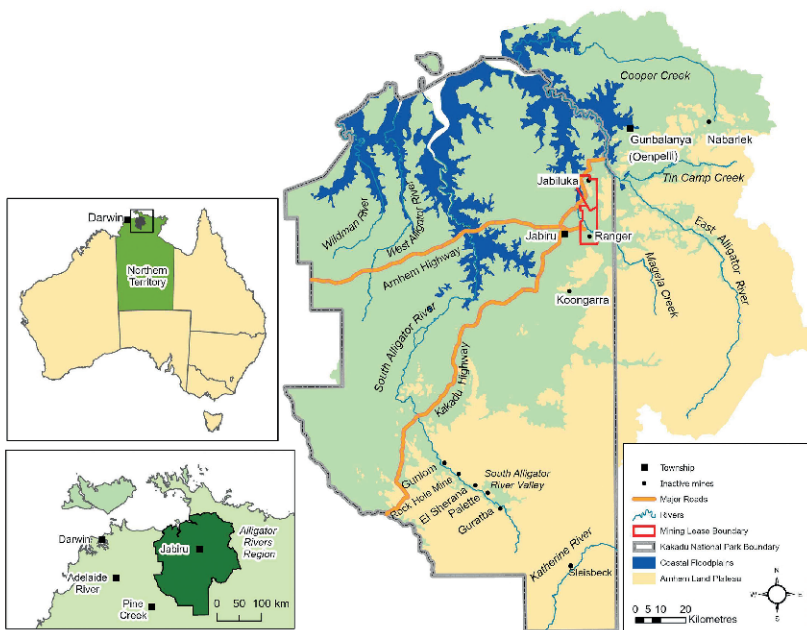 Cooper Creek
Gunbalanya
(Oenpelli)
Nabarlek
Jabiluka
Tin Camp Creek
Wildman River
West Alligator River
Arnhem Highway
Jabiru
Ranger
East Alligator River
Magela Creek
Koongarra
South Alligator River
Kakadu Highway
Gunlom
Rock Hole Mine
El Sherana
Palette
Guratba
South Alligator
River Valley
Katherine River
Sleisbeck
Darwin
Northern
Territory
Darwin
Jabiru
Alligator
Rivers
Region
Adelaide
River
Pine
Creek
0 50 100 km
Township
Inactive mines
Major Roads
Rivers
Mining Lease Boundary
Kakadu National Park Boundary
Coastal Floodplains
Arnhem Land Plateau
0 5 10 20
Kilometres
N
W
E
S